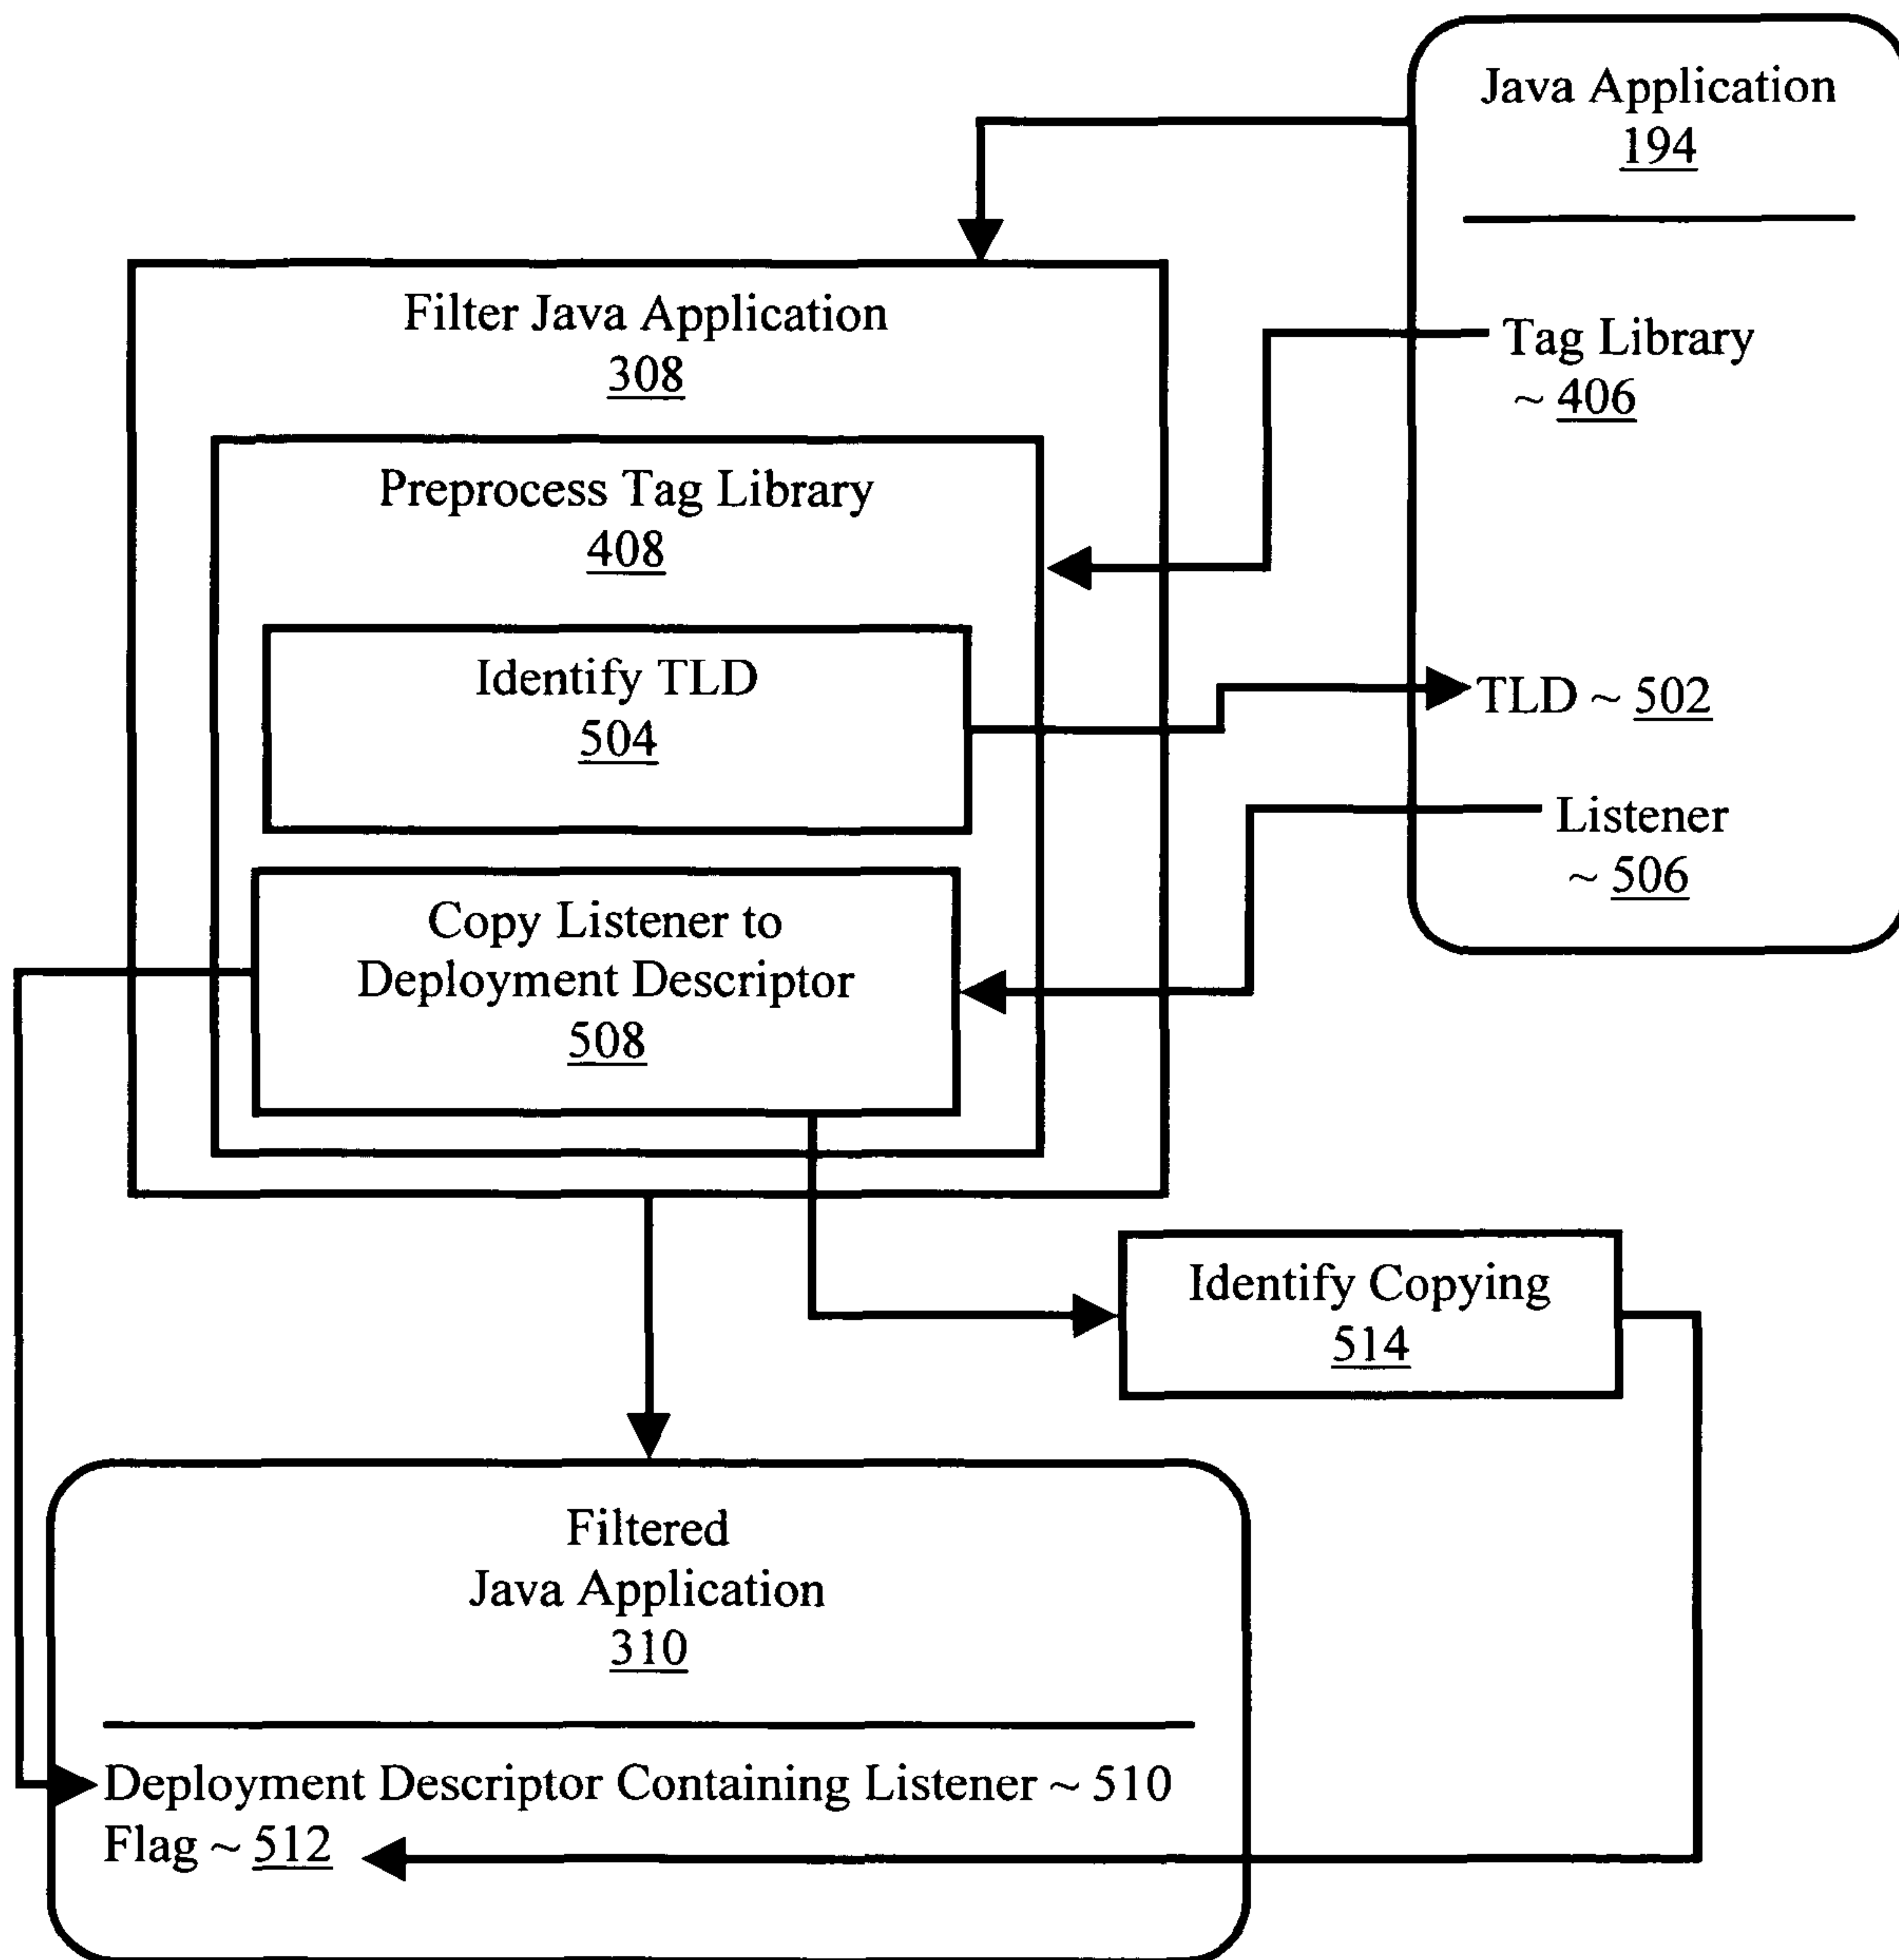 Java Application
194
Filter Java Application
308
Tag Library
~ 406
Preprocess Tag Library
408
Identify TLD
504
TLD ~ 502
Listener
~ 506
Copy Listener to
Deployment Descriptor
508
Identify Copying
514
Filtered
Java Application
310
Deployment Descriptor Containing Listener ~ 510
Flag ~ 512